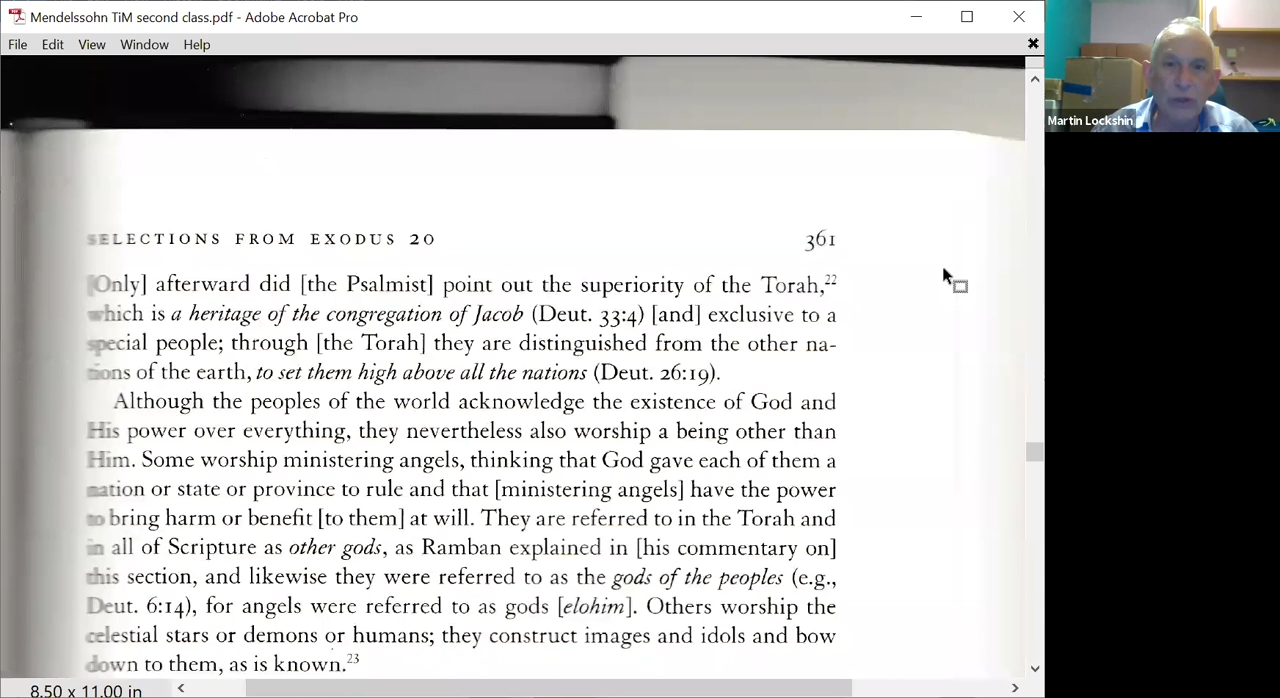 Mendelssohn TiM second class.pdf - Adobe Acrobat Pro
File Edit View Window Help
Martin Lockshin
SELECTIONS FROM EXODUS 20 361
[Only] afterward did [the Psalmist] point out the superiority of the Torah,22
which is a heritage of the congregation of Jacob (Deut. 33:4) [and] exclusive to a
special people; through [the Torah] they are distinguished from the other na-
tions of the earth, to set them high above all the nations (Deut. 26:19).
Although the peoples of the world acknowledge the existence of God and
His power over everything, they nevertheless also worship a being other than
Him. Some worship ministering angels, thinking that God gave each of them a
nation or state or province to rule and that [ministering angels] have the power
to bring harm or benefit [to them] at will. They are referred to in the Torah and
in all of Scripture as other gods, as Ramban explained in [his commentary on]
this section, and likewise they were referred to as the gods of the peoples (e.g.,
Deut. 6:14), for angels were referred to as gods [elohim]. Others worship the
celestial stars or demons or humans; they construct images and idols and bow
down to them, as is known.23
8.50 x 11.00 in